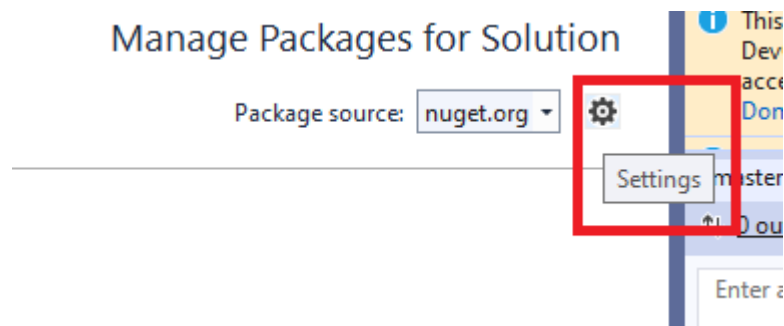 Manage Packages for Solution
Package source: nuget.org
Settings
This
Dev
acce
Don
master
0 ou
Enter a